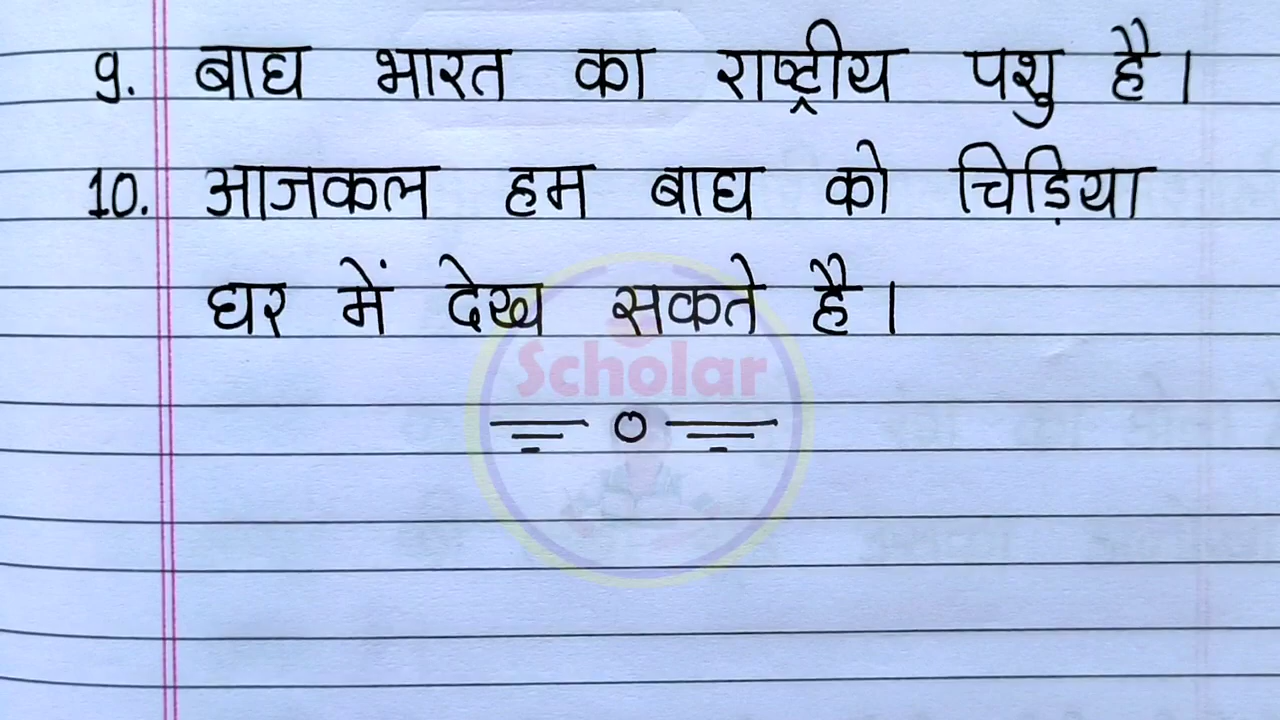 9. बाघ भारत का राष्ट्रीय पशु है।
10. आजकल हम बाघ को चिड़िया
घर में देख सकते है।
Scholar